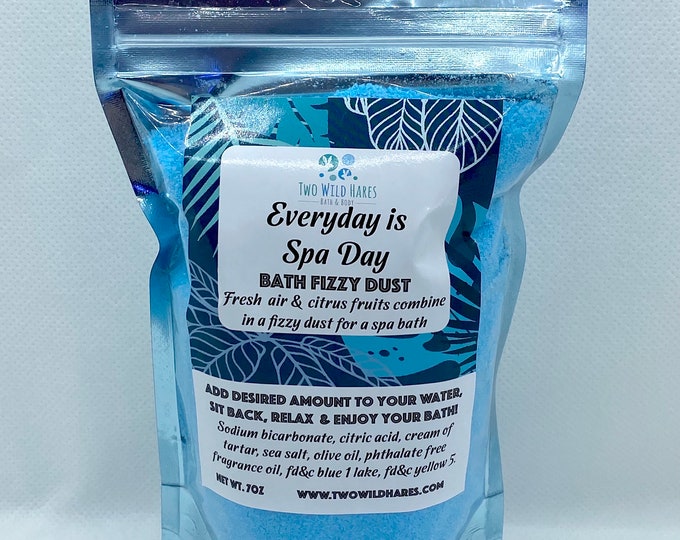 TWO WILD HARES
BATH & BODY
Everyday is
Spa Day
BATH FIZZY DUST
Fresh air & citrus fruits combine
in a fizzy dust for a spa bath
ADD DESIRED AMOUNT TO YOUR WATER,
SIT BACK, RELAX & ENJOY YOUR BATH!
Sodium bicarbonate, citric acid, cream of
tartar, sea salt, olive oil, phthalate free
fragrance oil, fd&c blue 1 lake, fd&c yellow 5.
NET WT. 7OZ WWW.TWOWILDHARES.COM